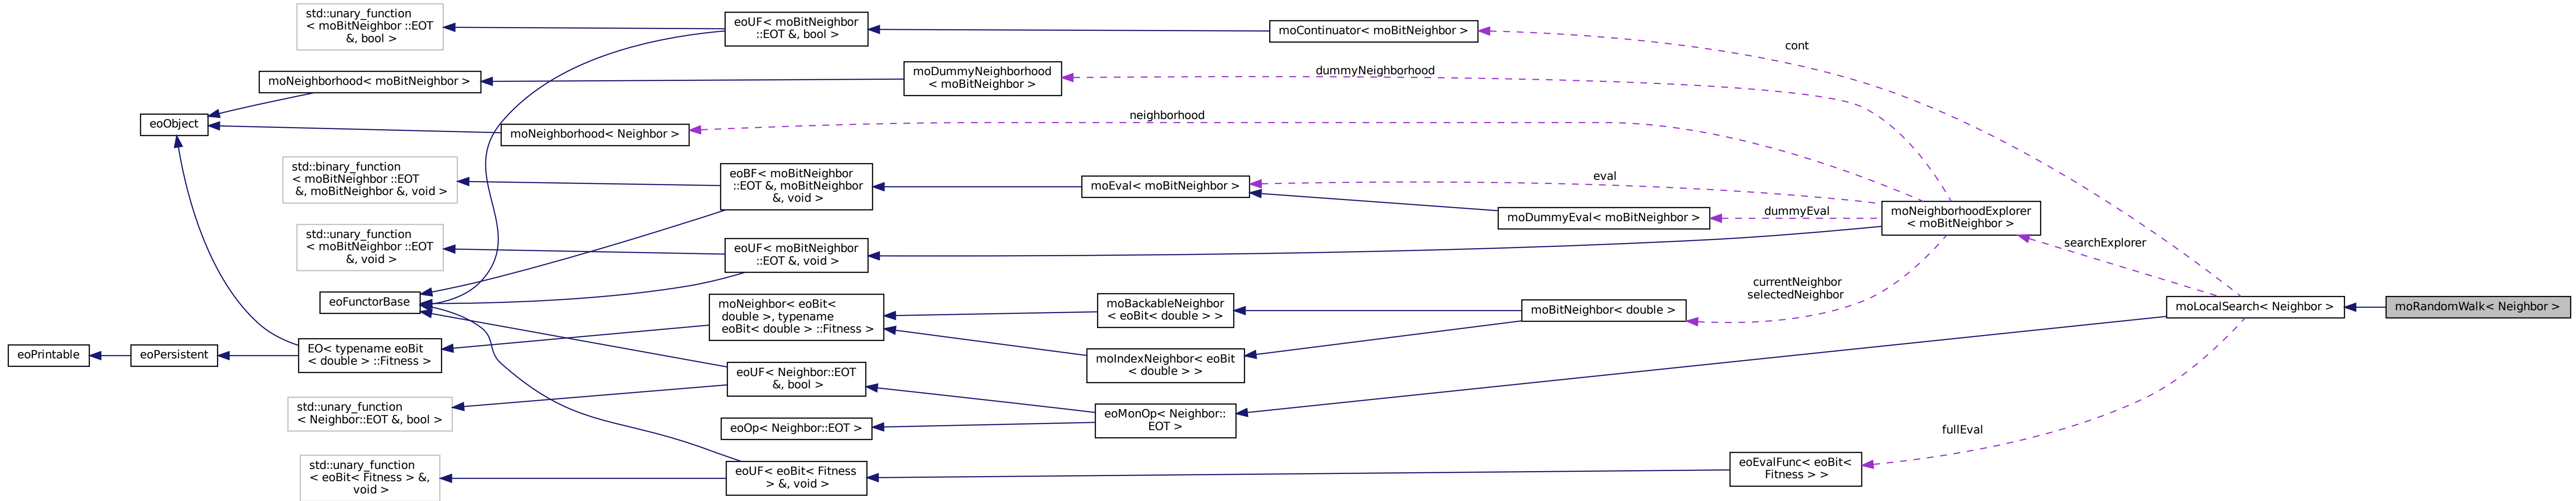 std::unary_function
< moBitNeighbor ::EOT
&, bool >
eoUF< moBitNeighbor
::EOT &, bool >
moContinuator< moBitNeighbor >
cont
moNeighborhood< moBitNeighbor >
moDummyNeighborhood
< moBitNeighbor >
dummyNeighborhood
eoObject
moNeighborhood< Neighbor >
neighborhood
std::binary_function
< moBitNeighbor ::EOT
&, moBitNeighbor &, void >
eoBF< moBitNeighbor
::EOT &, moBitNeighbor
&, void >
moEval< moBitNeighbor >
eval
moDummyEval< moBitNeighbor >
dummyEval
moNeighborhoodExplorer
< moBitNeighbor >
std::unary_function
< moBitNeighbor ::EOT
&, void >
eoUF< moBitNeighbor
::EOT &, void >
searchExplorer
eoFunctorBase
moNeighbor< eoBit<
double >, typename
eoBit< double > ::Fitness >
moBackableNeighbor
< eoBit< double > >
moBitNeighbor< double >
currentNeighbor
selectedNeighbor
moLocalSearch< Neighbor >
moRandomWalk< Neighbor >
eoPrintable
eoPersistent
EO< typename eoBit
< double > ::Fitness >
moIndexNeighbor< eoBit
< double > >
eoUF< Neighbor::EOT
&, bool >
std::unary_function
< Neighbor::EOT &, bool >
eoOp< Neighbor::EOT >
eoMonOp< Neighbor::
EOT >
fullEval
std::unary_function
< eoBit< Fitness > &,
void >
eoUF< eoBit< Fitness
> &, void >
eoEvalFunc< eoBit<
Fitness > >